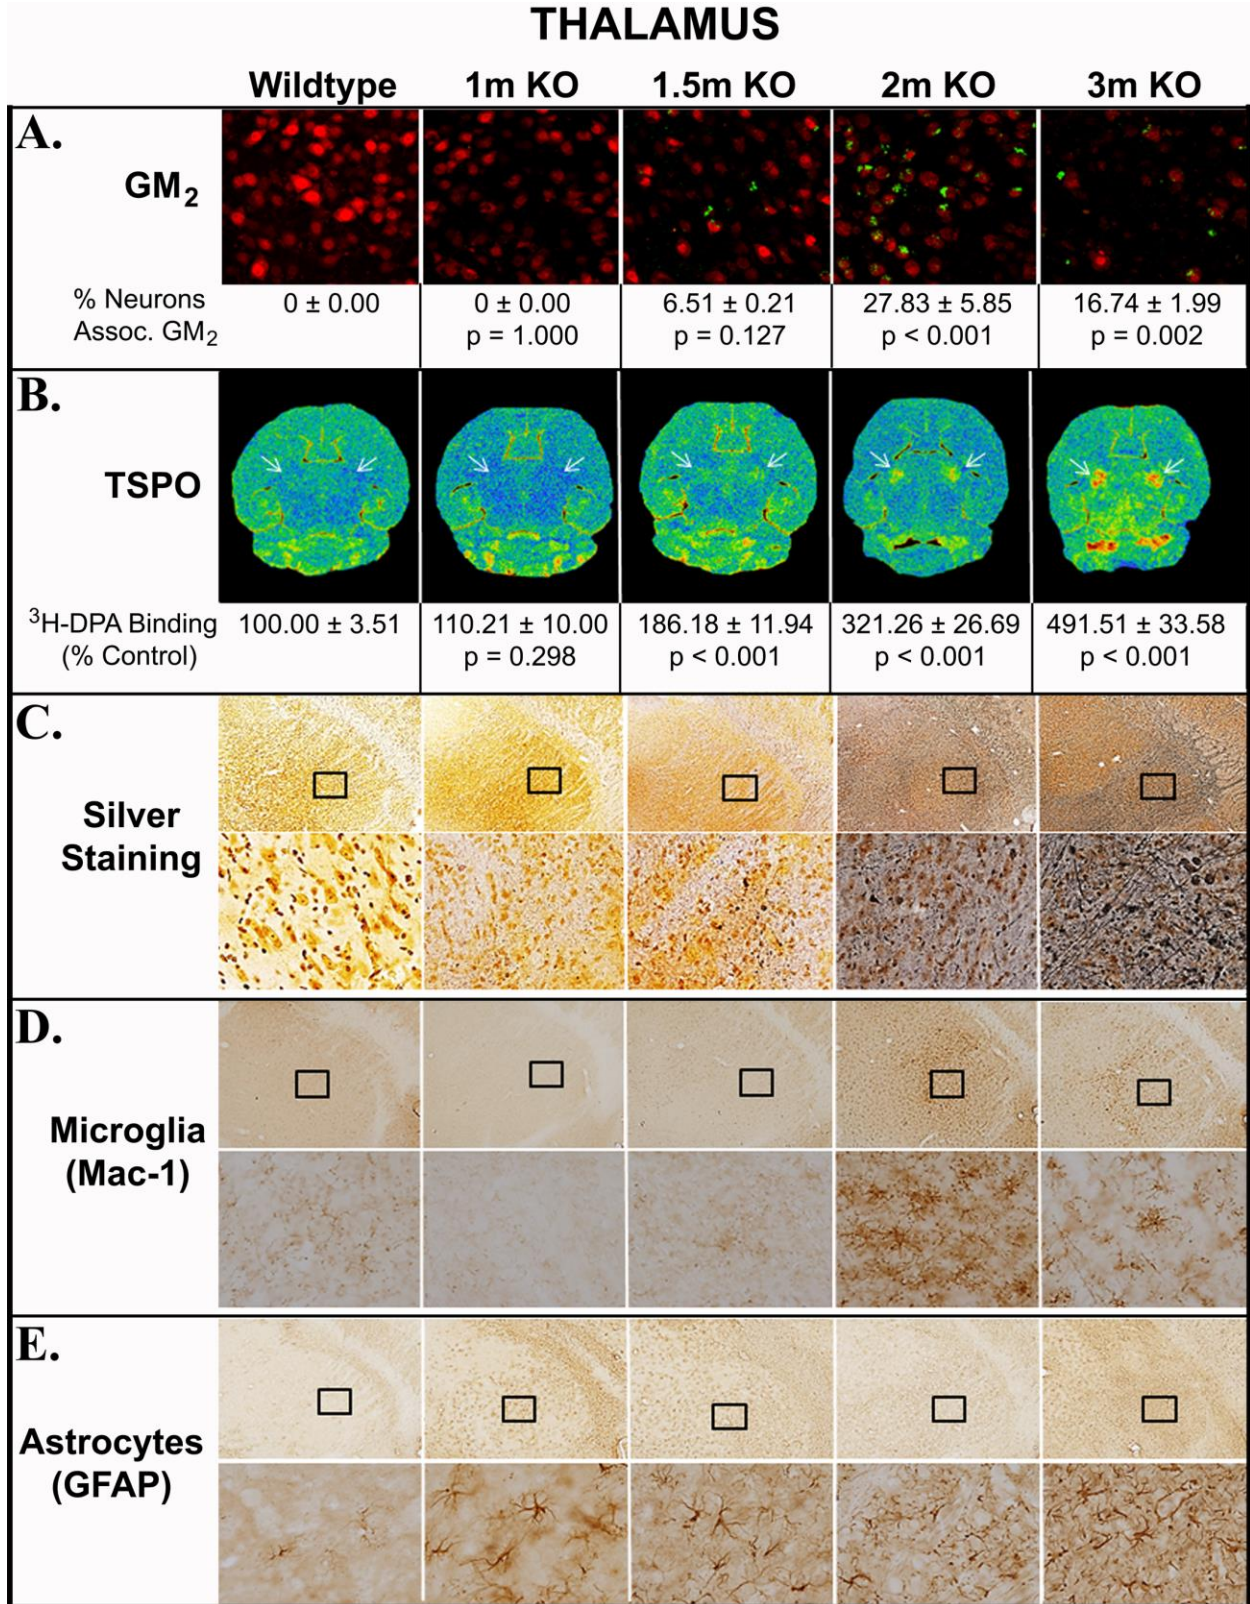 THALAMUS
Wildtype 1m KO 1.5m KO 2m KO 3m KO
A.
GM2
% Neurons Assoc. GM2
0 ± 0.00
0 ± 0.00
p = 1.000
6.51 ± 0.21
p = 0.127
27.83 ± 5.85
p < 0.001
16.74 ± 1.99
p = 0.002
B.
TSPO
3H-DPA Binding
(% Control)
100.00 ± 3.51
110.21 ± 10.00
p = 0.298
186.18 ± 11.94
p < 0.001
321.26 ± 26.69
p < 0.001
491.51 ± 33.58
p < 0.001
C.
Silver
Staining
D.
Microglia
(Mac-1)
E.
Astrocytes
(GFAP)